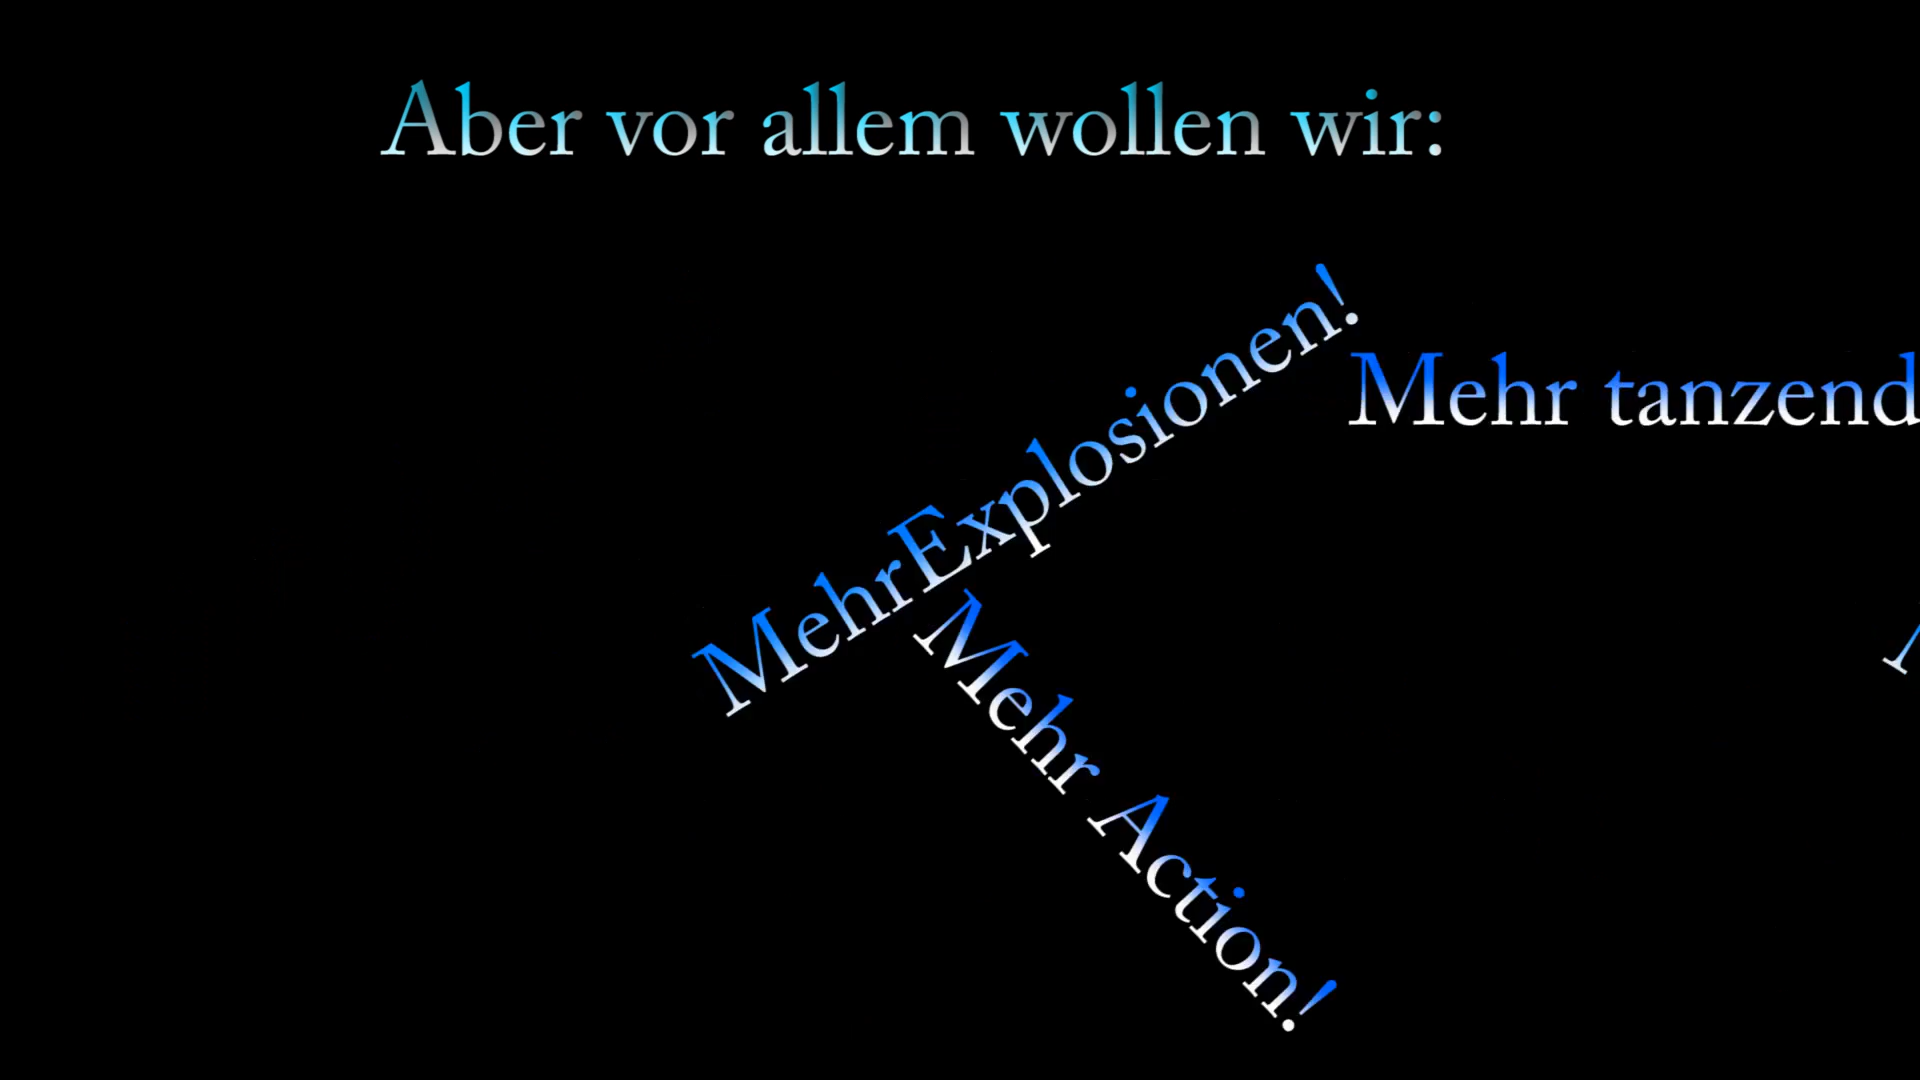 Aber vor allem wollen wir:
MehrExplosionen!
Mehr tanzend
Mehr Action!